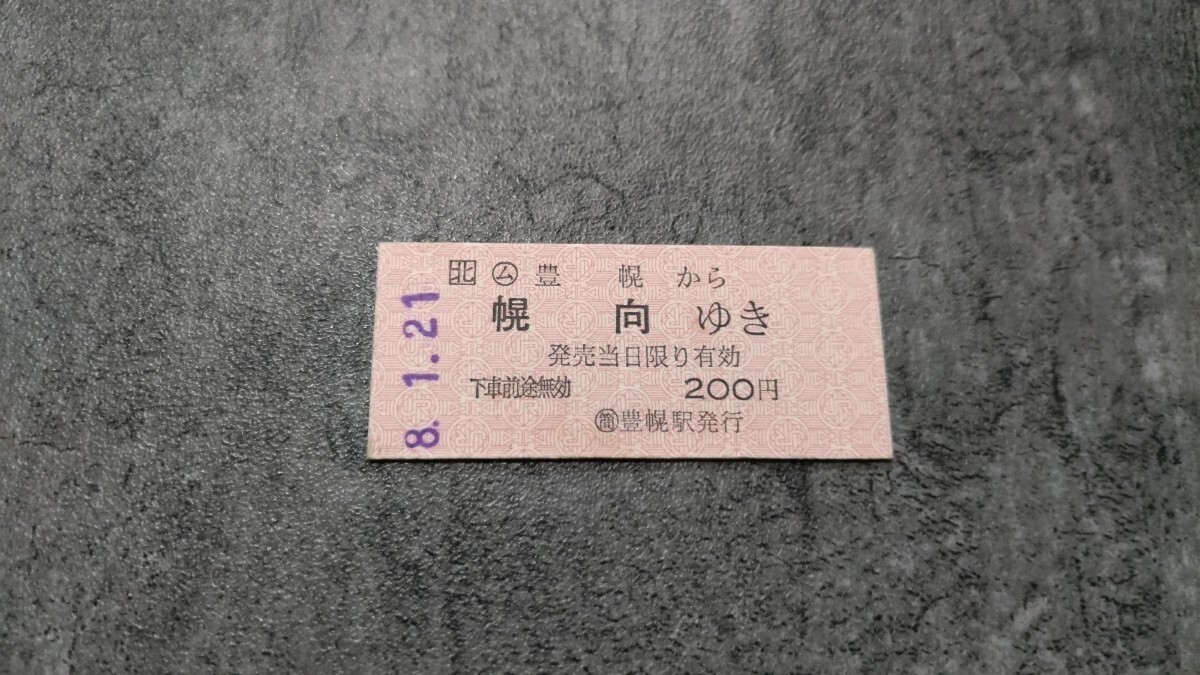 北 ム 豊 幌 から
幌 向 ゆき
発売当日限り有効
下車前途無効 200円
簡豊幌駅発行
8. 1. 21